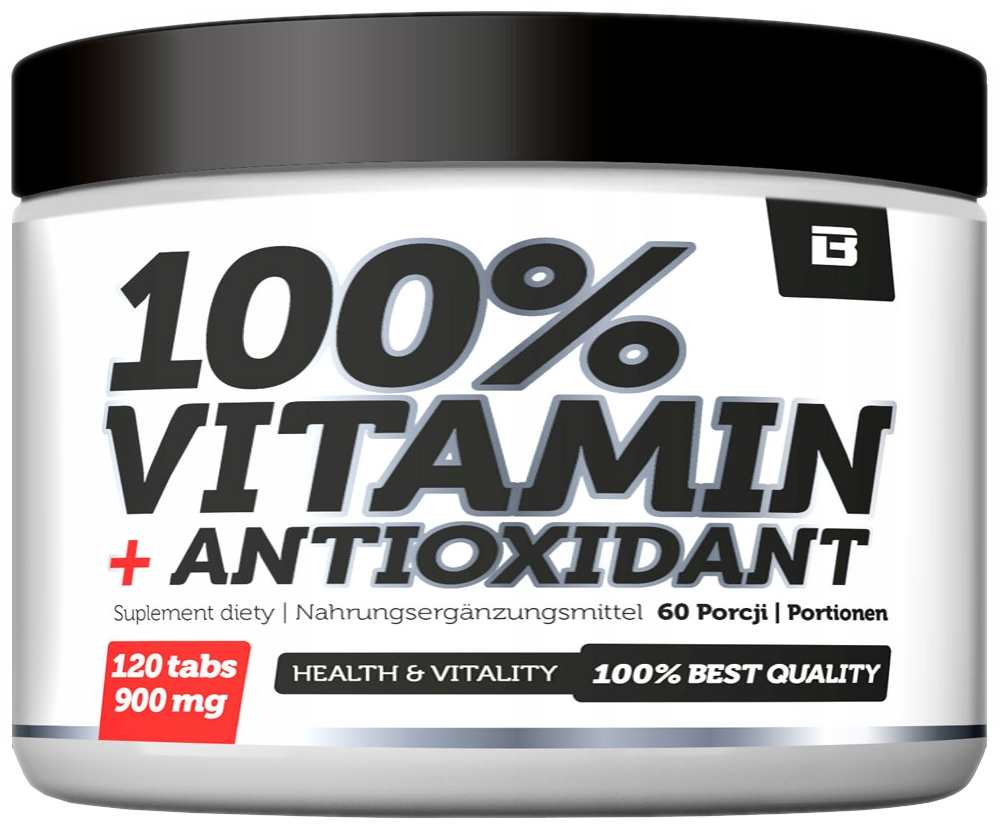 B
100%
VITAMIN
+ ANTIOXIDANT
Suplement diety | Nahrungsergänzungsmittel 60 Porcji | Portionen
120 tabs
900 mg
HEALTH & VITALITY 100% BEST QUALITY